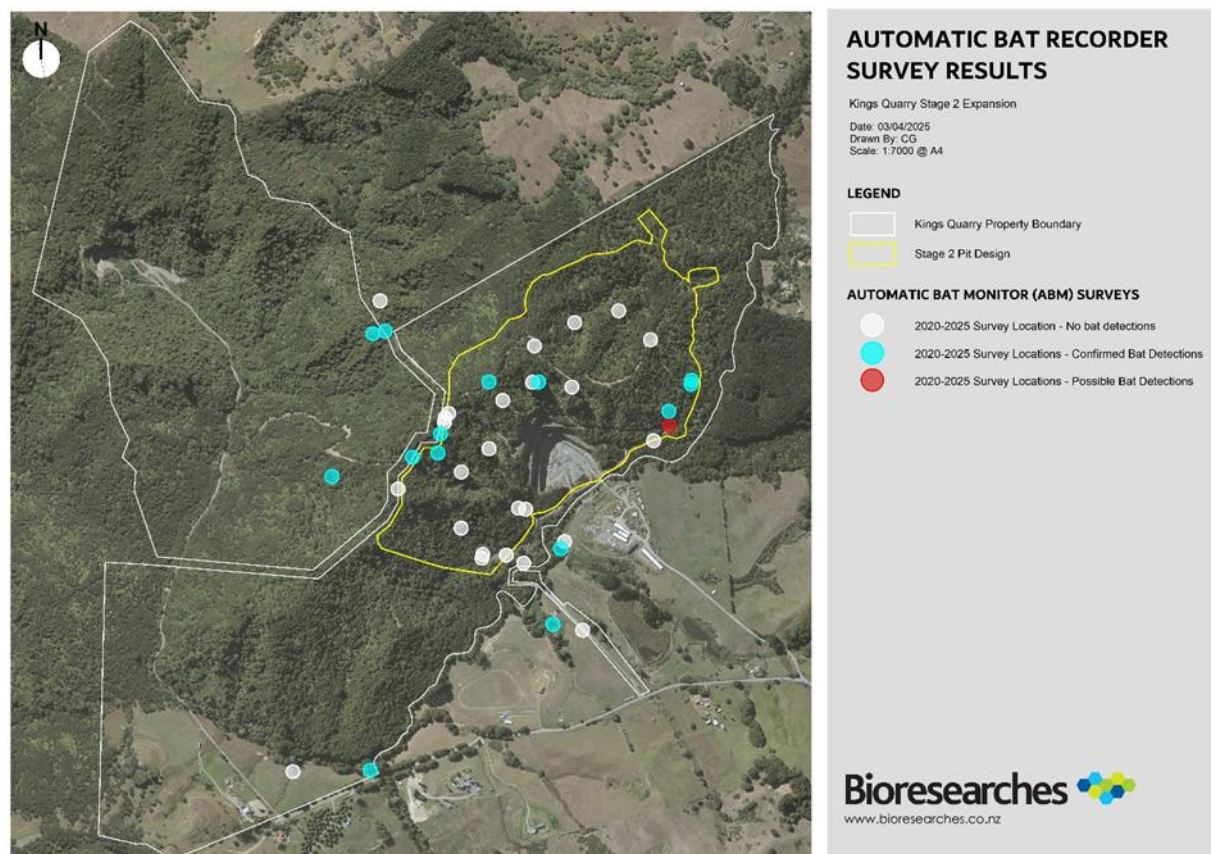 N
AUTOMATIC BAT RECORDER
SURVEY RESULTS
Kings Quarry Stage 2 Expansion
Date: 03/04/2025
Drawn By: CG
Scale: 1:7000 @ A4
LEGEND
Kings Quarry Property Boundary
Stage 2 Pit Design
AUTOMATIC BAT MONITOR (ABM) SURVEYS
2020-2025 Survey Location - No bat detections
2020-2025 Survey Locations - Confirmed Bat Detections
2020-2025 Survey Locations - Possible Bat Detections
Bioresearches
www.bioresearches.co.nz